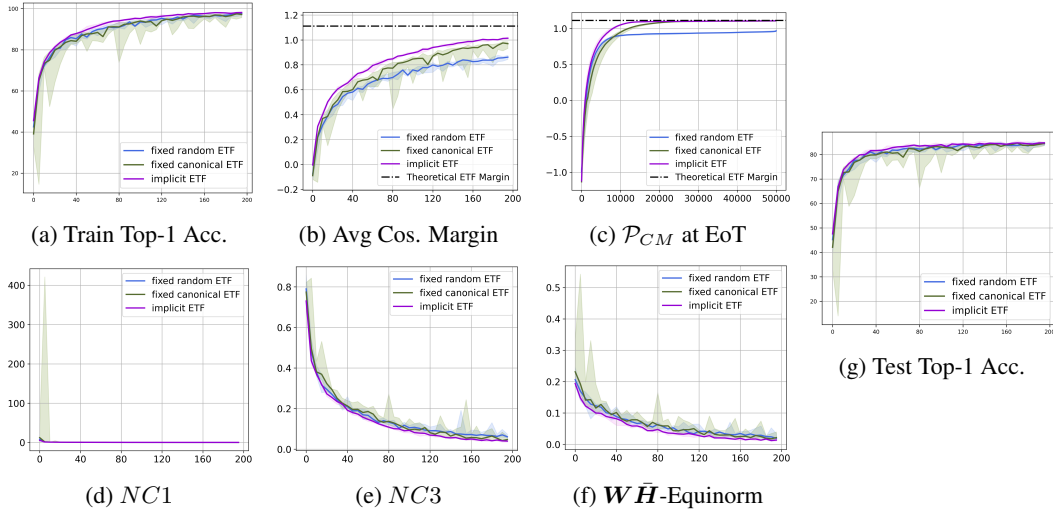 100
80
60
40
20
0
40
80
120
160
200
fixed random ETF
fixed canonical ETF
implicit ETF
(a) Train Top-1 Acc.
1.2
1.0
0.8
0.6
0.4
0.2
0.0
−0.2
0
40
80
120
160
200
fixed random ETF
fixed canonical ETF
implicit ETF
Theoretical ETF Margin
(b) Avg Cos. Margin
1.0
0.5
0.0
−0.5
−1.0
0
10000
20000
30000
40000
50000
fixed random ETF
fixed canonical ETF
implicit ETF
Theoretical ETF Margin
(c) 𝒫CM at EoT
400
300
200
100
0
0
40
80
120
160
200
fixed random ETF
fixed canonical ETF
implicit ETF
(d) NC1
0.8
0.6
0.4
0.2
0.0
0
40
80
120
160
200
fixed random ETF
fixed canonical ETF
implicit ETF
(e) NC3
0.5
0.4
0.3
0.2
0.1
0.0
0
40
80
120
160
200
fixed random ETF
fixed canonical ETF
implicit ETF
(f) WH̄-Equinorm
80
70
60
50
40
30
20
0
40
80
120
160
200
fixed random ETF
fixed canonical ETF
implicit ETF
(g) Test Top-1 Acc.